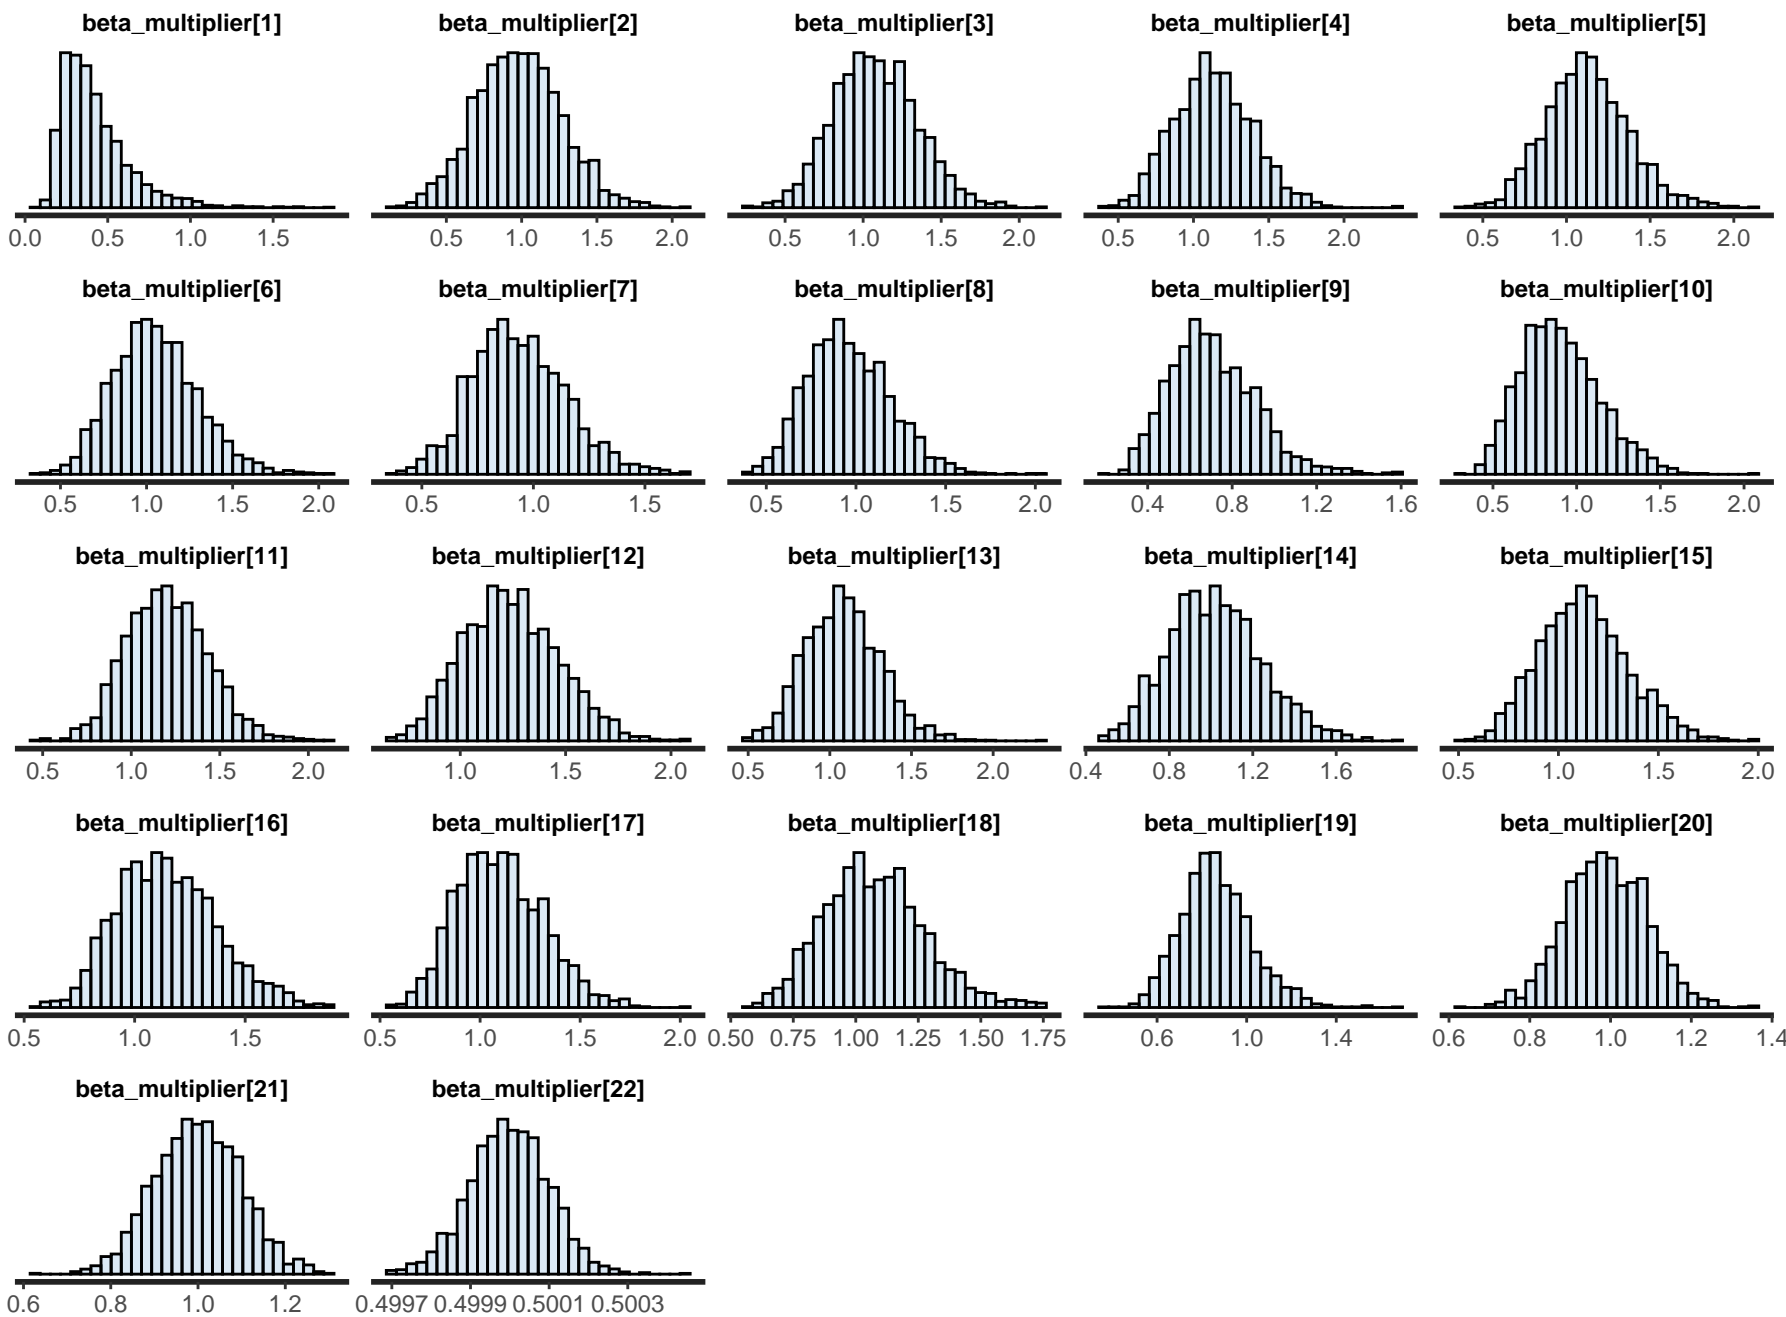 beta_multiplier[1] beta_multiplier[2] beta_multiplier[3] beta_multiplier[4] beta_multiplier[5]
0.0 0.5 1.0 1.5 0.5 1.0 1.5 2.0 0.5 1.0 1.5 2.0 0.5 1.0 1.5 2.0 0.5 1.0 1.5 2.0
beta_multiplier[6] beta_multiplier[7] beta_multiplier[8] beta_multiplier[9] beta_multiplier[10]
0.5 1.0 1.5 2.0 0.5 1.0 1.5 0.5 1.0 1.5 2.0 0.4 0.8 1.2 1.6 0.5 1.0 1.5 2.0
beta_multiplier[11] beta_multiplier[12] beta_multiplier[13] beta_multiplier[14] beta_multiplier[15]
0.5 1.0 1.5 2.0 1.0 1.5 2.0 0.5 1.0 1.5 2.0 0.4 0.8 1.2 1.6 0.5 1.0 1.5 2.0
beta_multiplier[16] beta_multiplier[17] beta_multiplier[18] beta_multiplier[19] beta_multiplier[20]
0.5 1.0 1.5 0.5 1.0 1.5 2.0 0.50 0.75 1.00 1.25 1.50 1.75 0.6 1.0 1.4 0.6 0.8 1.0 1.2 1.4
beta_multiplier[21] beta_multiplier[22]
0.6 0.8 1.0 1.2 0.4997 0.4999 0.5001 0.5003